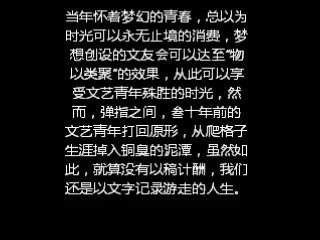 当年怀着梦幻的青春，总以为
时光可以永无止境的消费，梦
想创设的文友会可以达至“物
以类聚”的效果，从此可以享
受文艺青年殊胜的时光，然
而，弹指之间，叁十年前的
文艺青年打回原形，从爬格子
生涯掉入铜臭的泥潭，虽然如
此，就算没有以稿计酬，我们
还是以文字记录游走的人生。